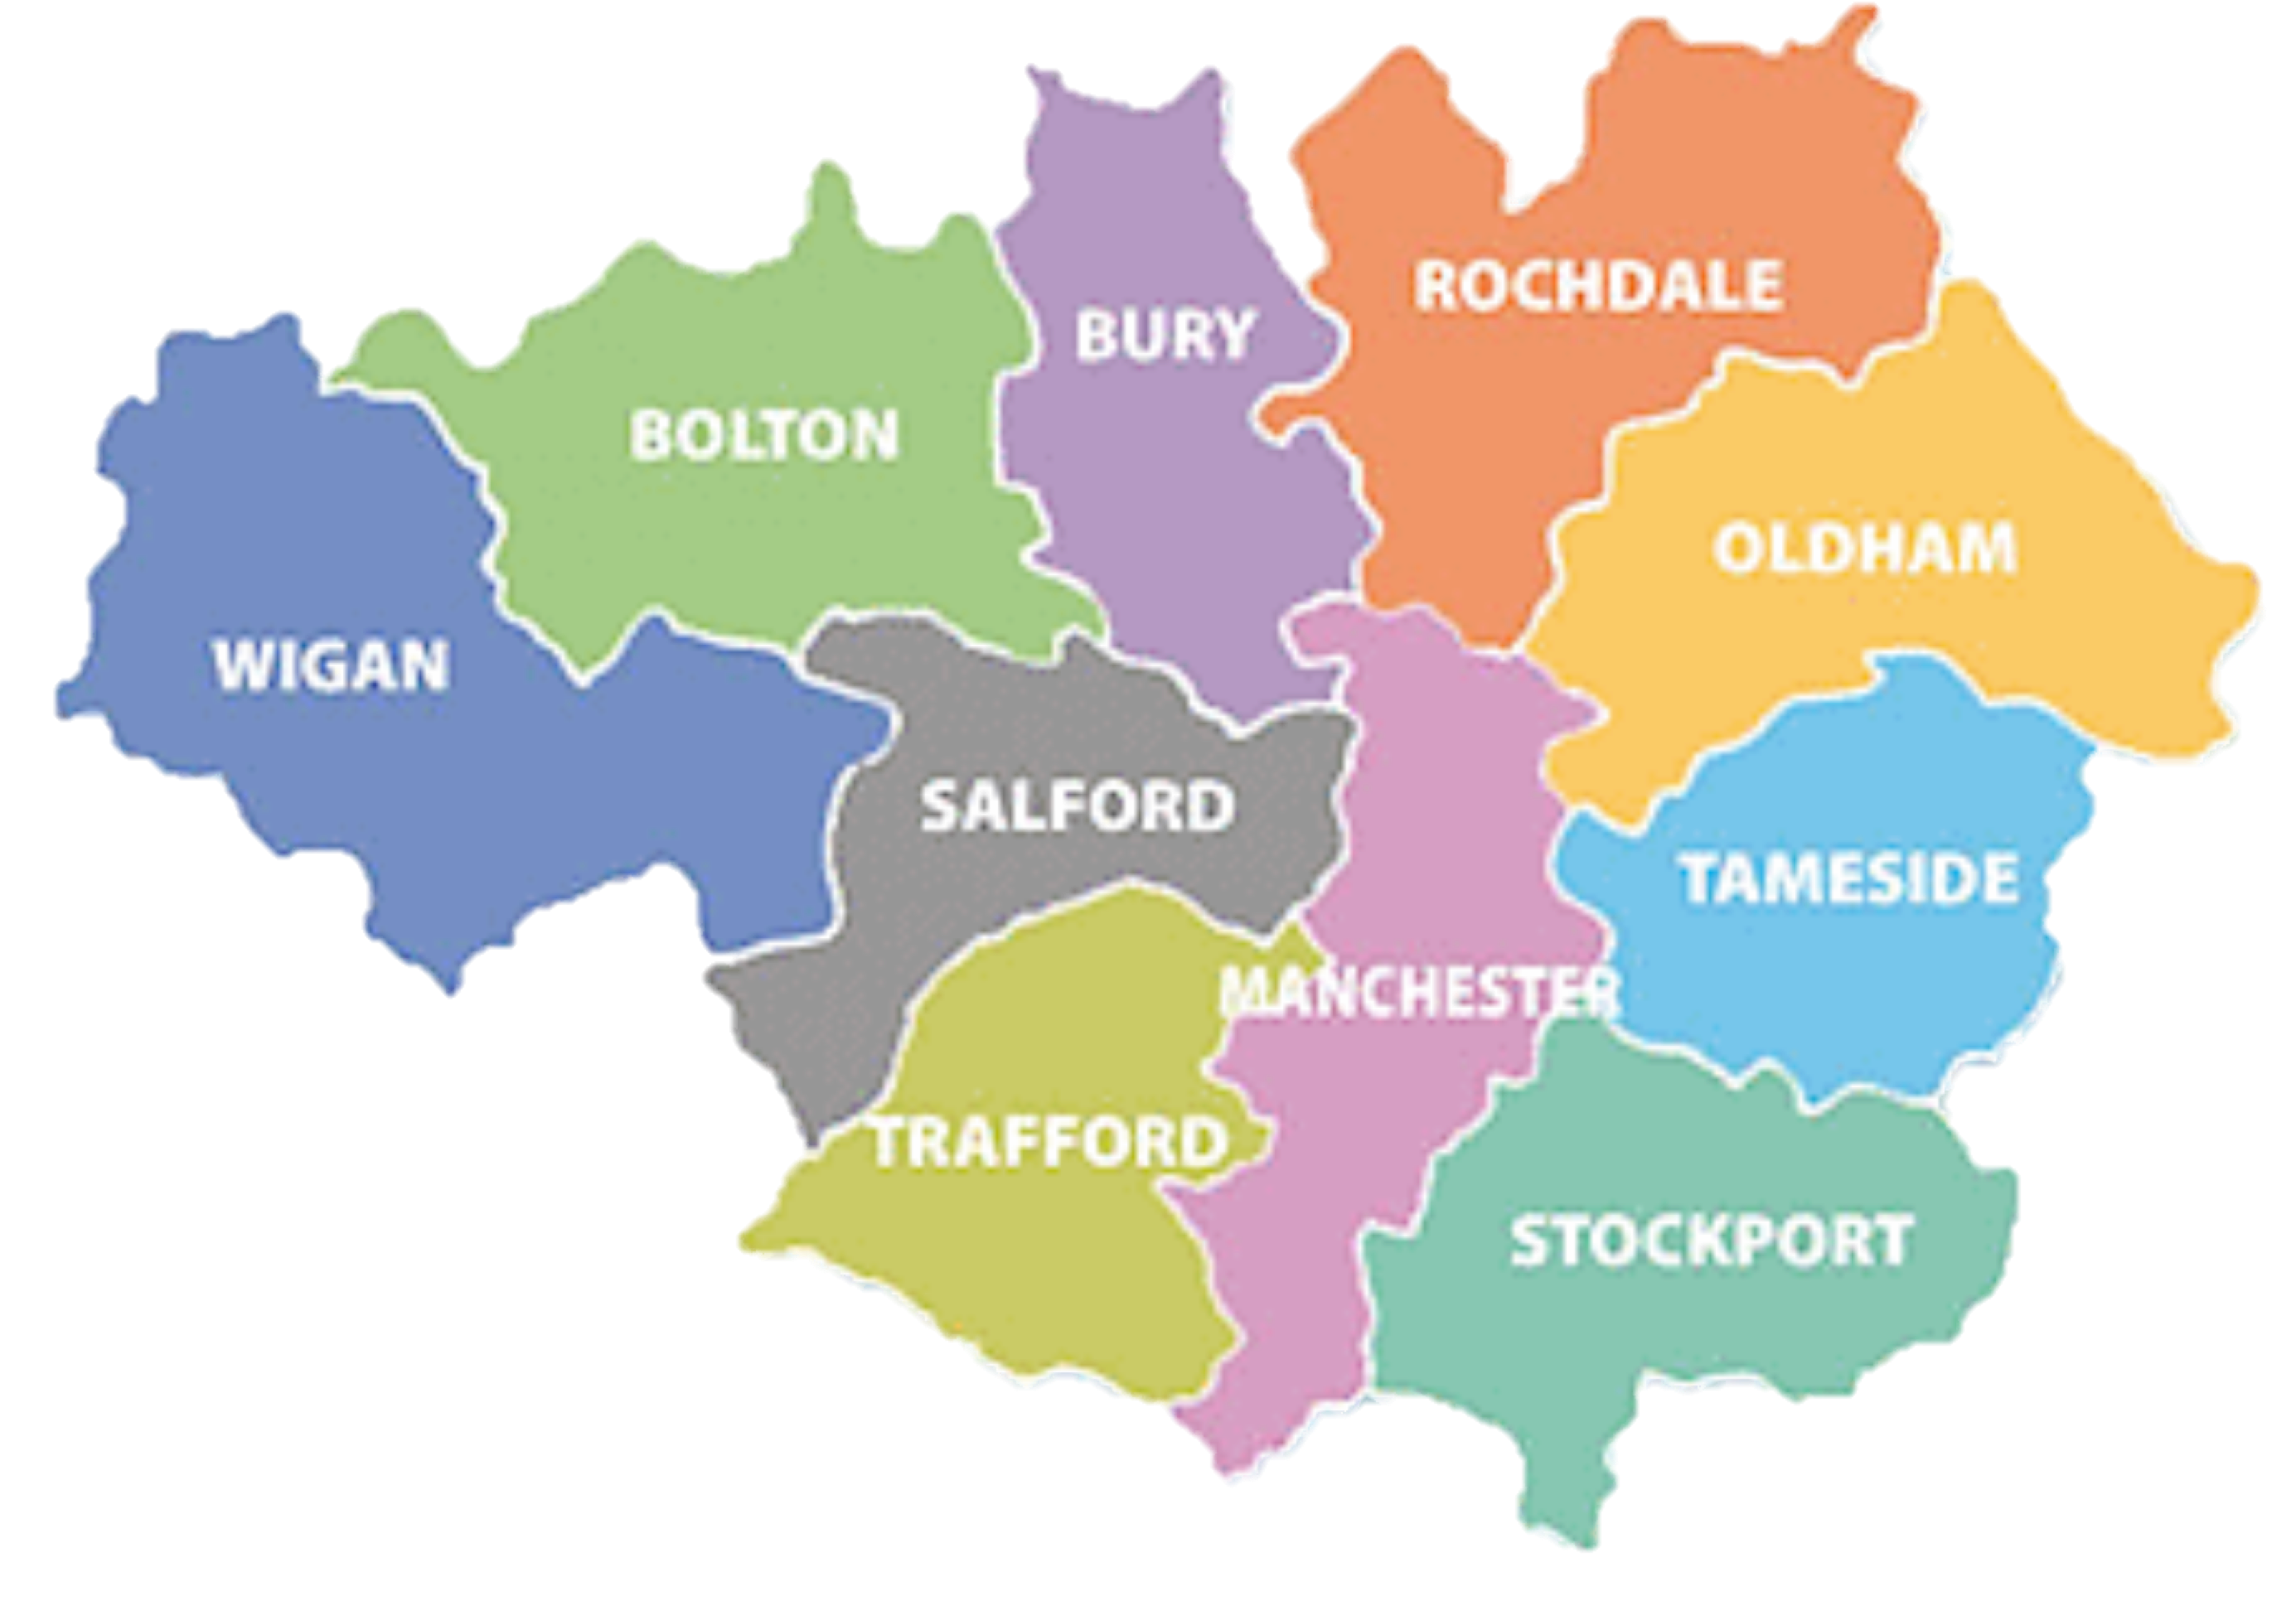 ROCHDALE
BURY
BOLTON
OLDHAM
WIGAN
SALFORD
TAMESIDE
MANCHESTER
TRAFFORD
STOCKPORT